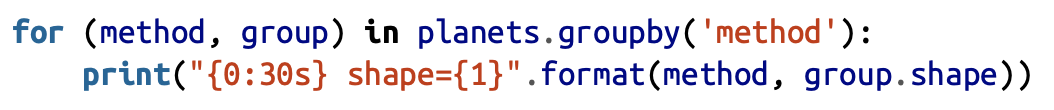 for (method, group) in planets.groupby('method'):
    print("{0:30s} shape={1}".format(method, group.shape))